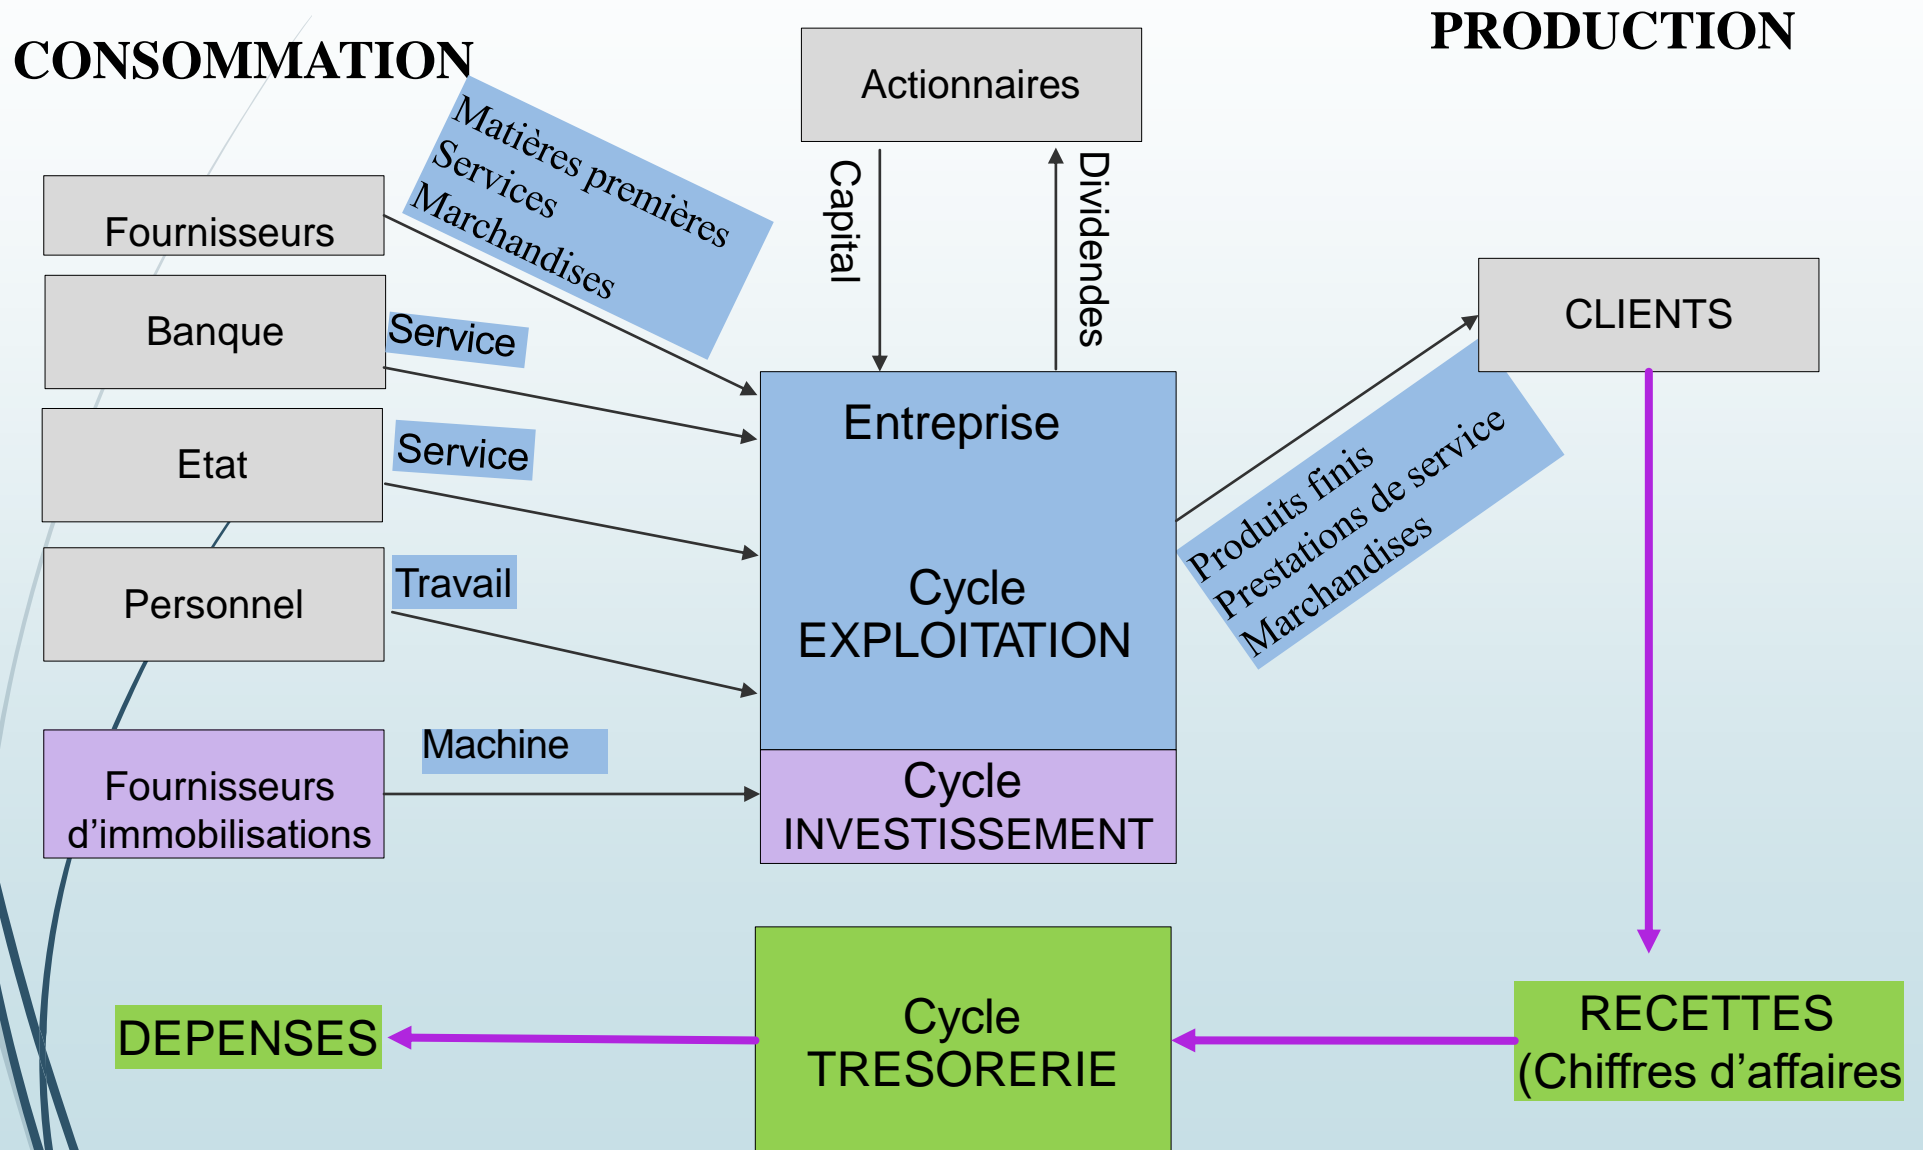 CONSOMMATION
PRODUCTION
Actionnaires
Capital
Dividendes
Fournisseurs
Matières premières
Services
Marchandises
Banque
Service
Etat
Service
Personnel
Travail
Fournisseurs
d’immobilisations
Machine
Entreprise
Cycle
EXPLOITATION
Cycle
INVESTISSEMENT
CLIENTS
Produits finis
Prestations de service
Marchandises
DEPENSES
Cycle
TRESORERIE
RECETTES
(Chiffres d’affaires